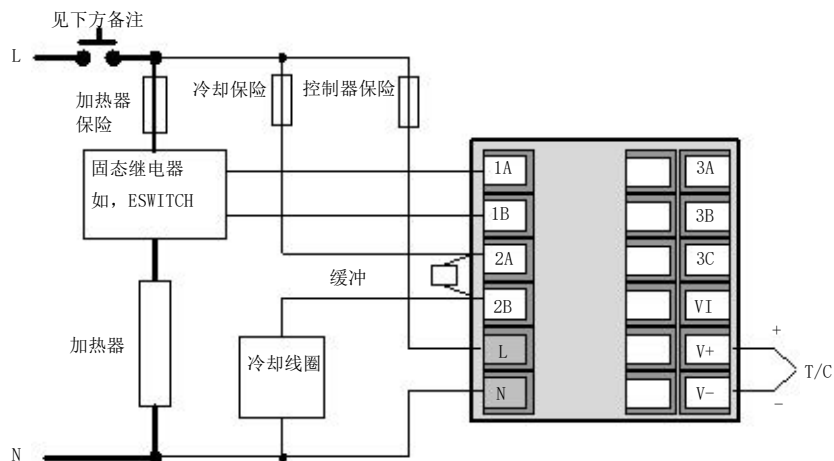 见下方备注
L
加热器
保险
冷却保险
控制器保险
固态继电器
如，ESWITCH
1A
3A
1B
3B
2A
3C
缓冲
2B
VI
加热器
冷却线圈
L
V+
+
T/C
N
V-
-
N